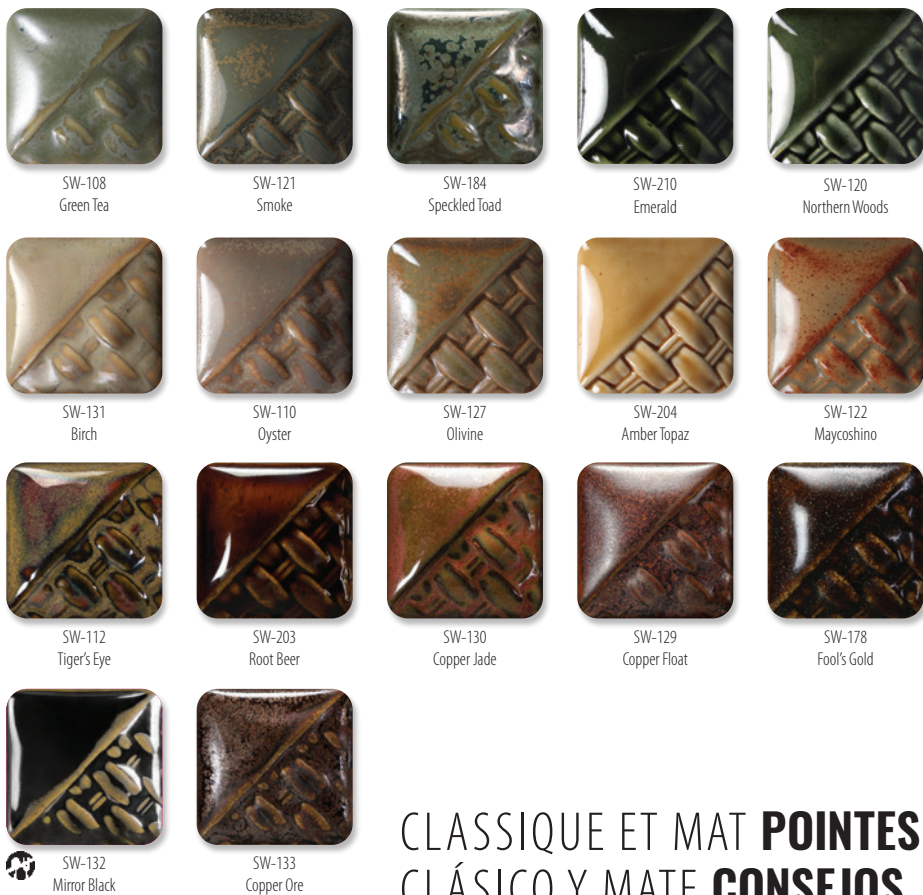 SW-108
Green Tea
SW-121
Smoke
SW-184
Speckled Toad
SW-210
Emerald
SW-120
Northern Woods
SW-131
Birch
SW-110
Oyster
SW-127
Olivine
SW-204
Amber Topaz
SW-122
Maycoshino
SW-112
Tiger's Eye
SW-203
Root Beer
SW-130
Copper Jade
SW-129
Copper Float
SW-178
Fool's Gold
SW-132
Mirror Black
SW-133
Copper Ore
CLASSIQUE ET MAT POINTES
CLÁSICO Y MATE CONSEJOS